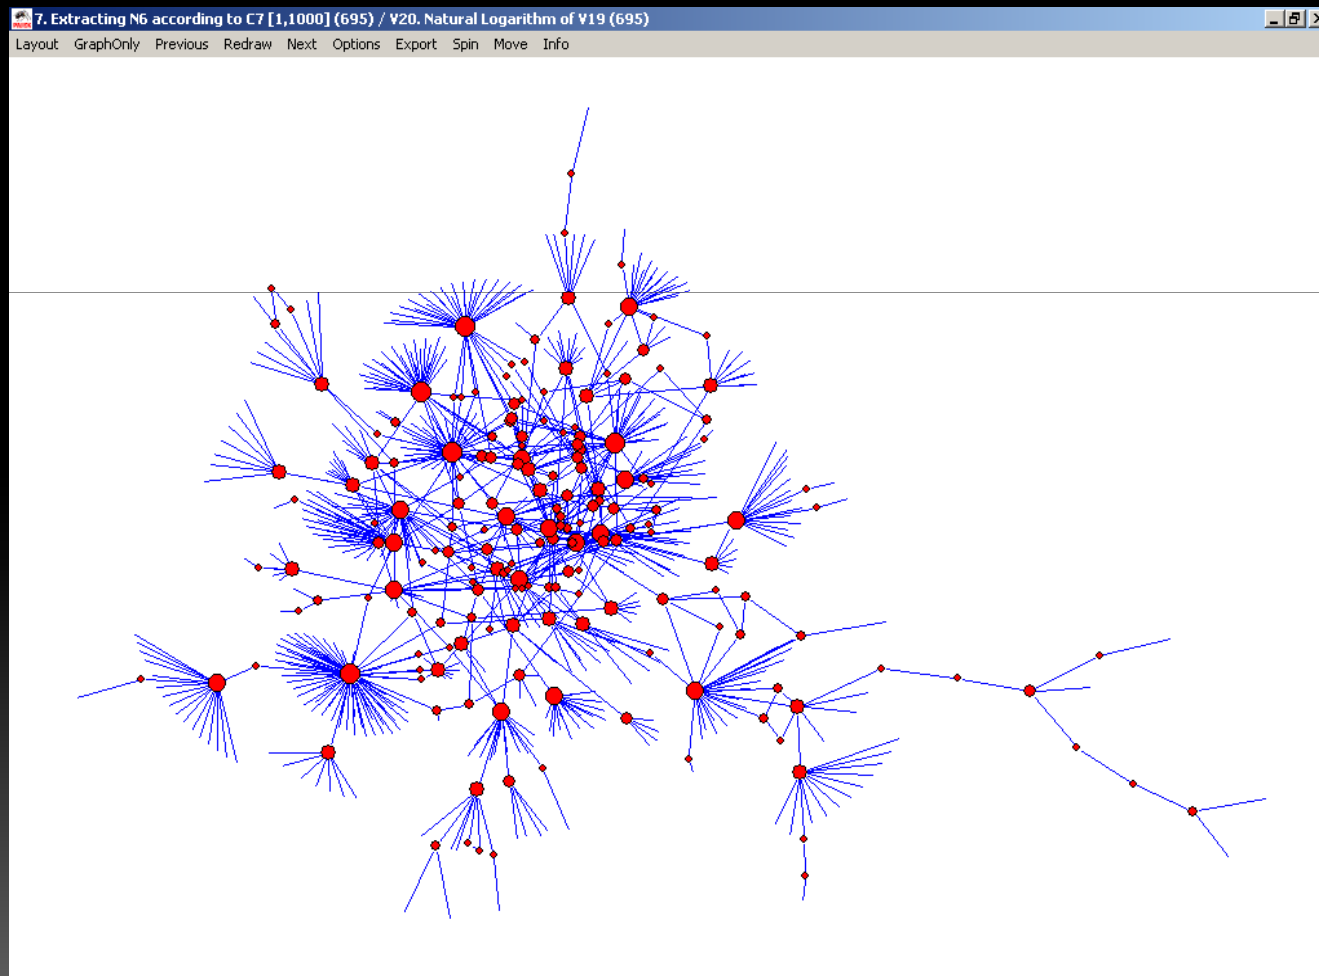 7. Extracting N6 according to C7 [1,1000] (695) / V20. Natural Logarithm of V19 (695)
Layout GraphOnly Previous Redraw Next Options Export Spin Move Info